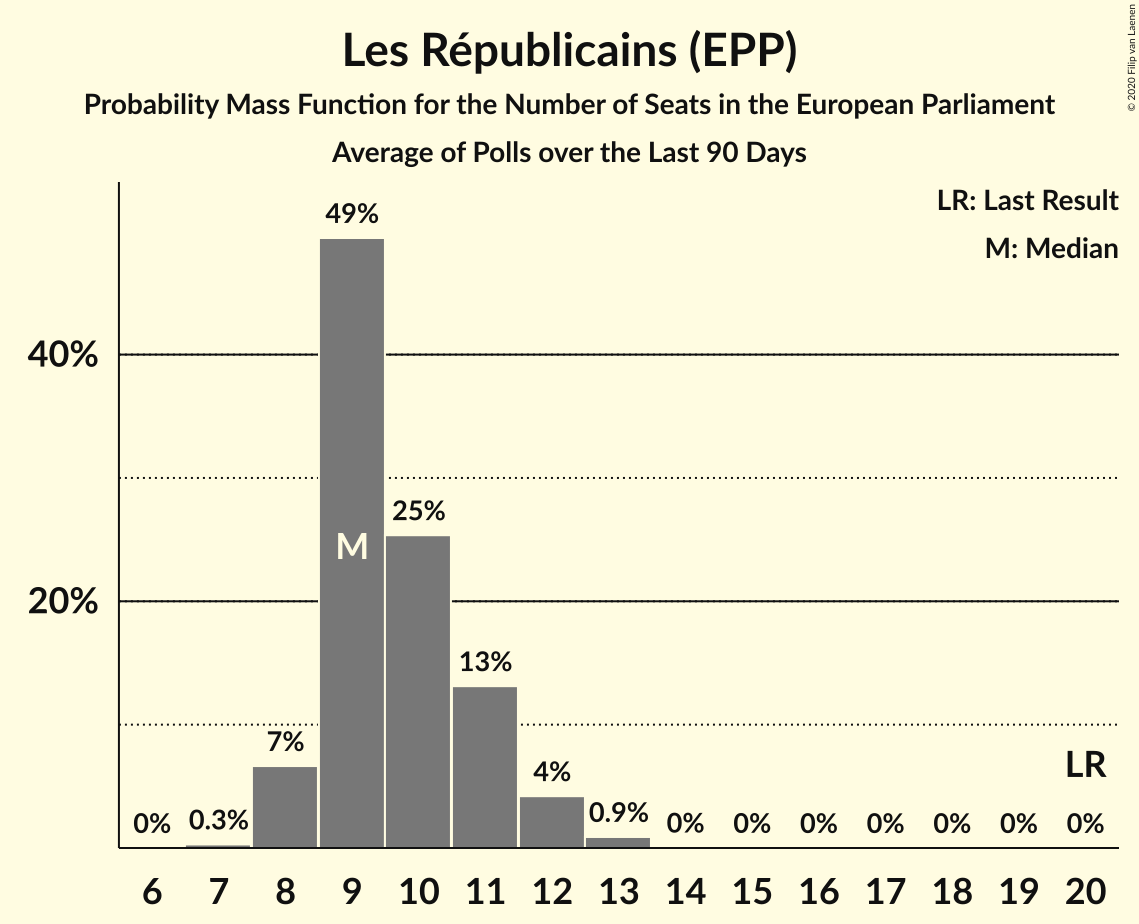 Les Républicains (EPP)
Probability Mass Function for the Number of Seats in the European Parliament
Average of Polls over the Last 90 Days
© 2020 Filip van Laenen
LR: Last Result
M: Median
49%
40%
25%
M
20%
13%
7%
4%
LR
0% 0.3% 0.9% 0% 0% 0% 0% 0% 0% 0%
6 7 8 9 10 11 12 13 14 15 16 17 18 19 20